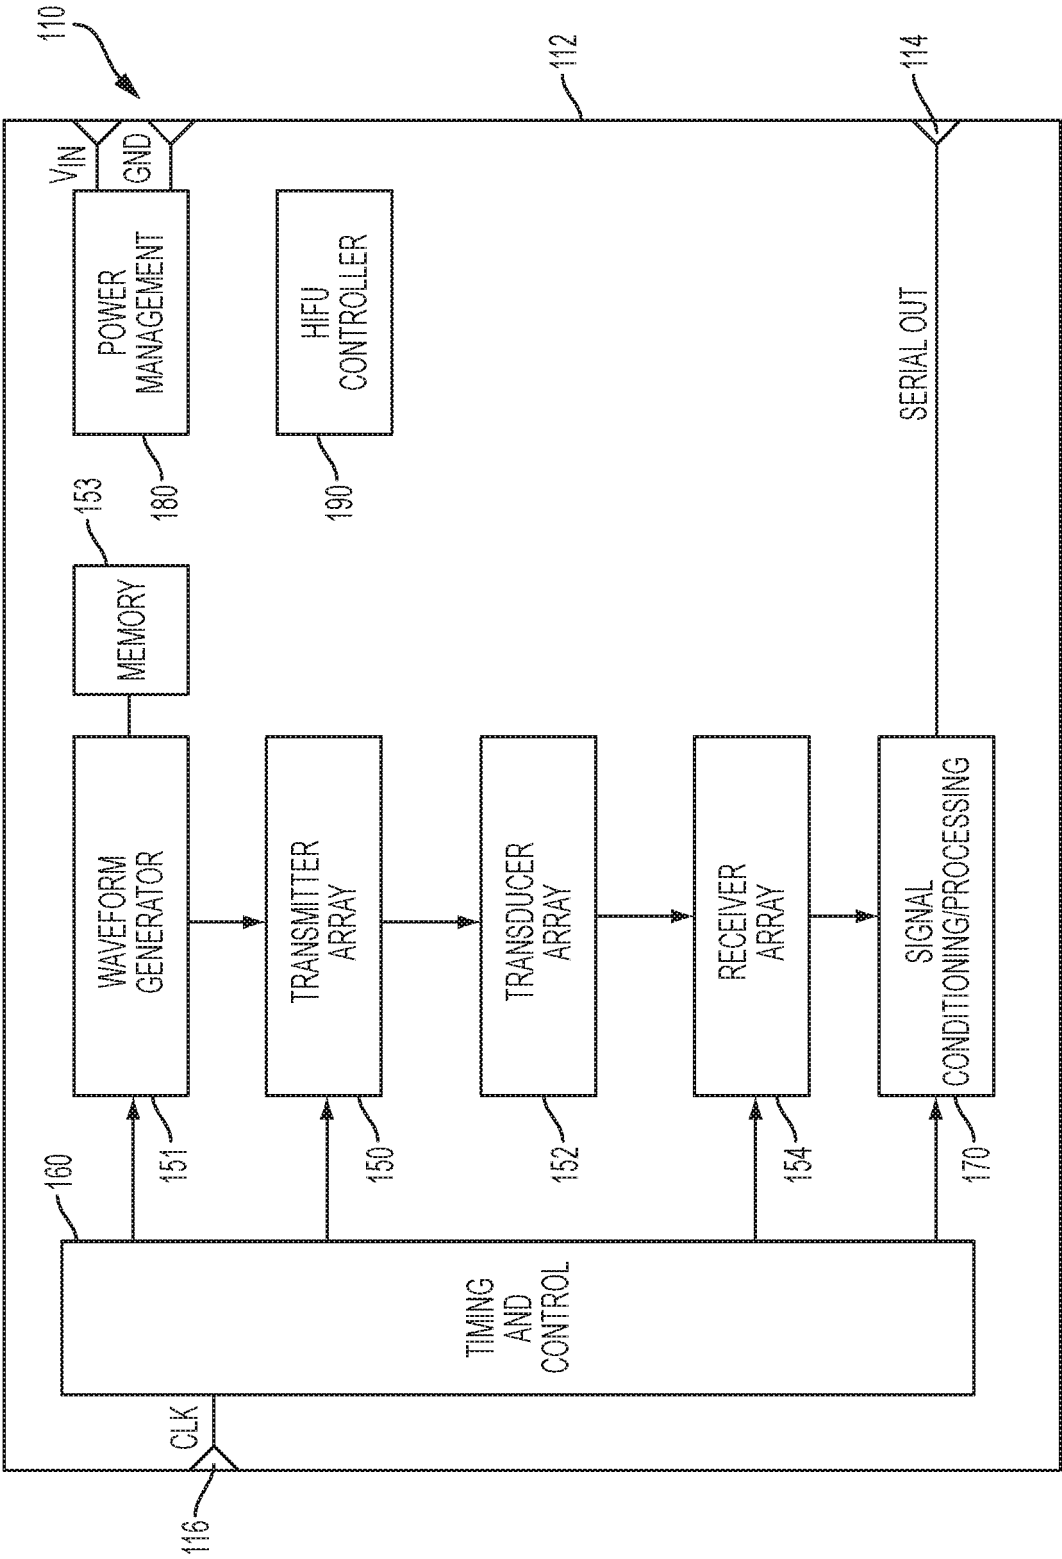 110
112
114
116
CLK
160
TIMING
AND
CONTROL
WAVEFORM
GENERATOR
151
MEMORY
153
POWER
MANAGEMENT
180
VIN
GND
TRANSMITTER
ARRAY
150
HIFU
CONTROLLER
190
TRANSDUCER
ARRAY
152
RECEIVER
ARRAY
154
SIGNAL
CONDITIONING/PROCESSING
170
SERIAL OUT